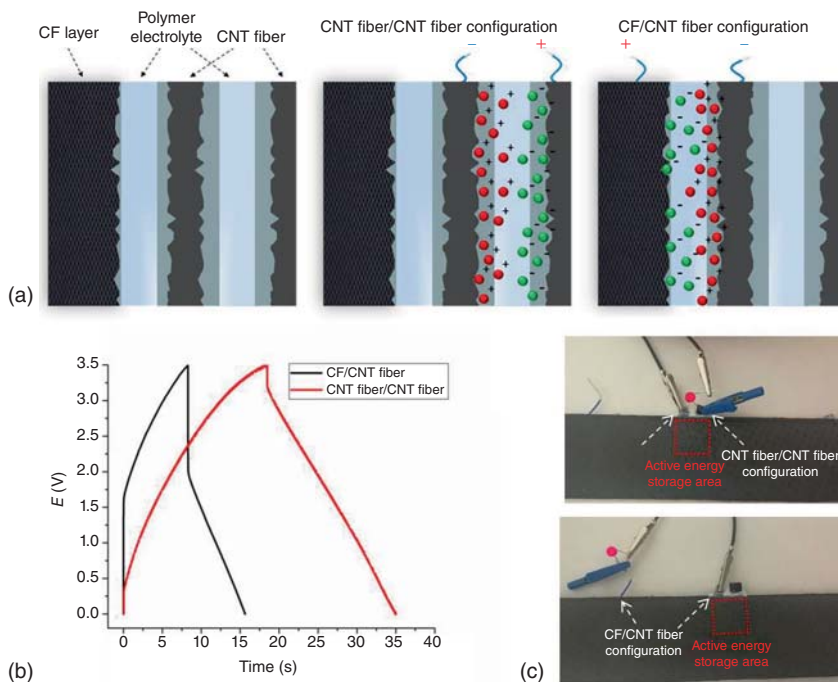 CF layer
Polymer
electrolyte
CNT fiber
CNT fiber/CNT fiber configuration
− +
CF/CNT fiber configuration
+ −
(a)
3.5
3.0
2.5
2.0
1.5
1.0
0.5
0.0
E (V)
CF/CNT fiber
CNT fiber/CNT fiber
0 5 10 15 20 25 30 35 40
Time (s)
(b)
CNT fiber/CNT fiber
configuration
Active energy
storage area
CF/CNT fiber
configuration
Active energy
storage area
(c)